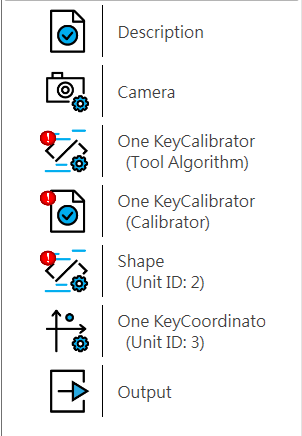 Description
Camera
One KeyCalibrator
(Tool Algorithm)
One KeyCalibrator
(Calibrator)
Shape
(Unit ID: 2)
One KeyCoordinato
(Unit ID: 3)
Output